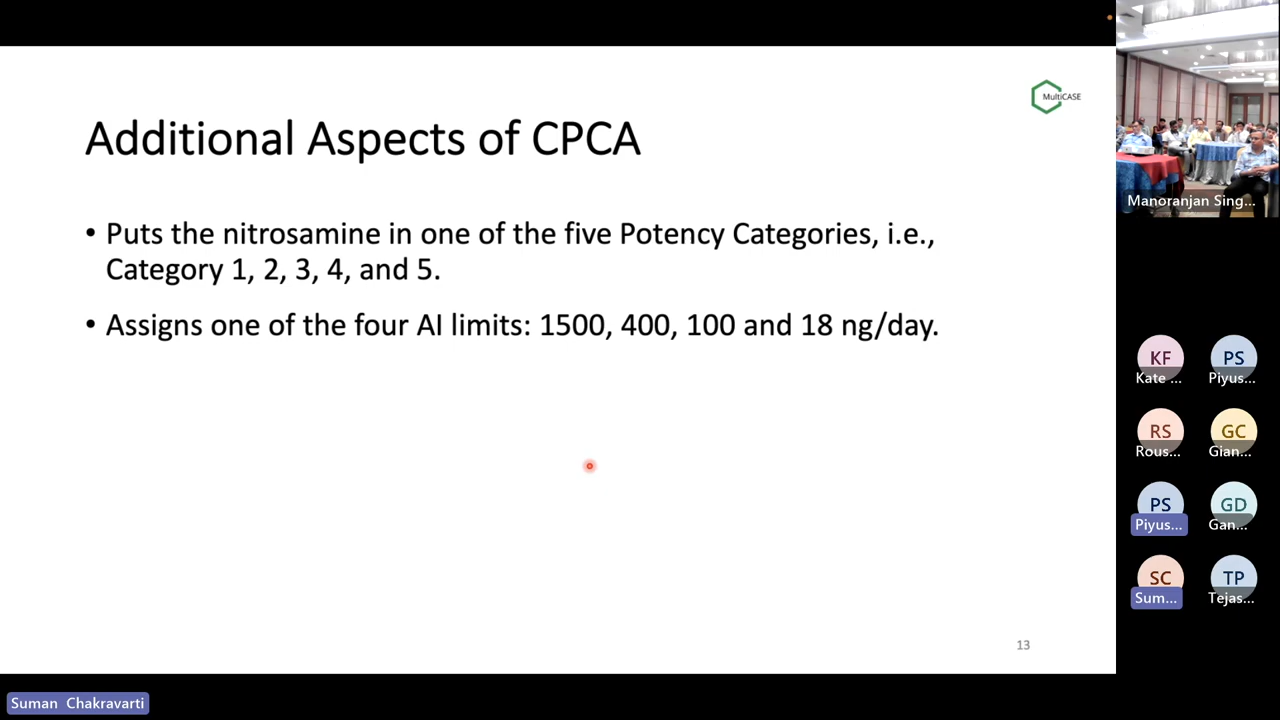 MultiCASE
Additional Aspects of CPCA
• Puts the nitrosamine in one of the five Potency Categories, i.e.,
Category 1, 2, 3, 4, and 5.
• Assigns one of the four AI limits: 1500, 400, 100 and 18 ng/day.
13
Suman Chakravarti
Manoranjan Sing...
KF
PS
Kate ...
Piyus...
RS
GC
Rous...
Gian...
PS
GD
Piyus...
Gan...
SC
TP
Sum...
Tejas...